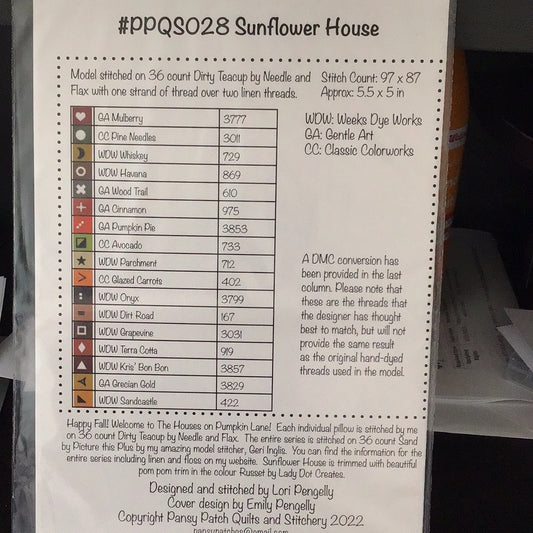 #PPQS028 Sunflower House
Model stitched on 36 count Dirty Teacup by Needle and
Flax with one strand of thread over two linen threads.
Stitch Count: 97 x 87
Approx: 5.5 x 5 in
GA Mulberry 3777
CC Pine Needles 3011
WDW Whiskey 729
WDW Havana 869
GA Wood Trail 610
GA Cinnamon 975
GA Pumpkin Pie 3853
CC Avocado 733
WDW Parchment 712
CC Glazed Carrots 402
WDW Onyx 3799
WDW Dirt Road 167
WDW Grapevine 3031
WDW Terra Cotta 919
WDW Kris' Bon Bon 3857
GA Grecian Gold 3829
WDW Sandcastle 422
WDW: Weeks Dye Works
GA: Gentle Art
CC: Classic Colorworks
A DMC conversion has
been provided in the last
column. Please note that
these are the threads that
the designer has thought
best to match, but will not
provide the same result
as the original hand-dyed
threads used in the model.
Happy Fall! Welcome to The Houses on Pumpkin Lane! Each individual pillow is stitched by me
on 36 count Dirty Teacup by Needle and Flax. The entire series is stitched on 36 count Sand
by Picture this Plus by my amazing model stitcher, Geri Inglis. You can find the information for the
entire series including linen and floss on my website. Sunflower House is trimmed with beautiful
pom pom trim in the colour Russet by Lady Dot Creates.
Designed and stitched by Lori Pengelly
Cover design by Emily Pengelly
Copyright Pansy Patch Quilts and Stitchery 2022
pansypatchqs@gmail.com